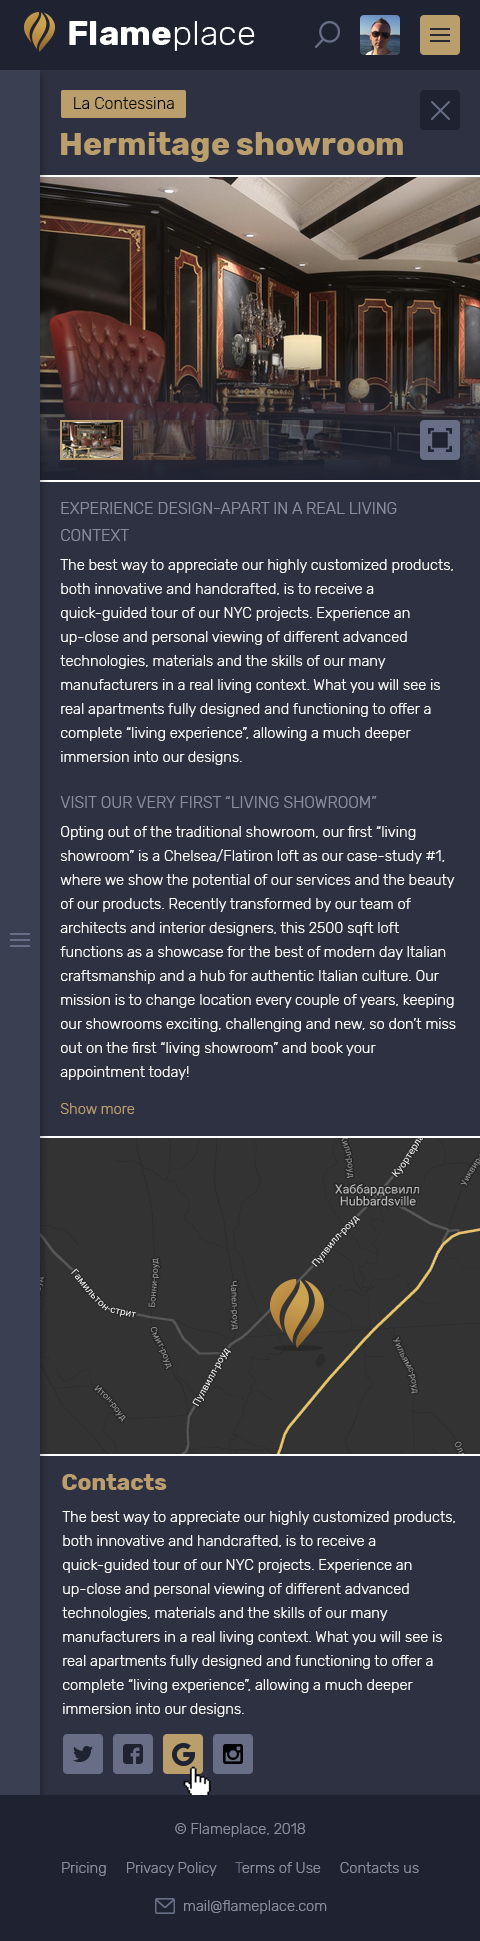 Flameplace
La Contessina
Hermitage showroom
EXPERIENCE DESIGN-APART IN A REAL LIVING
CONTEXT
The best way to appreciate our highly customized products,
both innovative and handcrafted, is to receive a
quick-guided tour of our NYC projects. Experience an
up-close and personal viewing of different advanced
technologies, materials and the skills of our many
manufacturers in a real living context. What you will see is
real apartments fully designed and functioning to offer a
complete “living experience”, allowing a much deeper
immersion into our designs.
VISIT OUR VERY FIRST “LIVING SHOWROOM”
Opting out of the traditional showroom, our first “living
showroom” is a Chelsea/Flatiron loft as our case-study #1,
where we show the potential of our services and the beauty
of our products. Recently transformed by our team of
architects and interior designers, this 2500 sqft loft
functions as a showcase for the best of modern day Italian
craftsmanship and a hub for authentic Italian culture. Our
mission is to change location every couple of years, keeping
our showrooms exciting, challenging and new, so don’t miss
out on the first “living showroom” and book your
appointment today!
Show more
Куортерла
Хаббардсвилл
Hubbardsville
Пулвилл-роуд
Гамильтон-стрит
Смит-роуд
Чапел-роуд
Пулвилл-роуд
Уильямс-роуд
Итон-роуд
Contacts
The best way to appreciate our highly customized products,
both innovative and handcrafted, is to receive a
quick-guided tour of our NYC projects. Experience an
up-close and personal viewing of different advanced
technologies, materials and the skills of our many
manufacturers in a real living context. What you will see is
real apartments fully designed and functioning to offer a
complete “living experience”, allowing a much deeper
immersion into our designs.
© Flameplace, 2018
Pricing Privacy Policy Terms of Use Contacts us
mail@flameplace.com